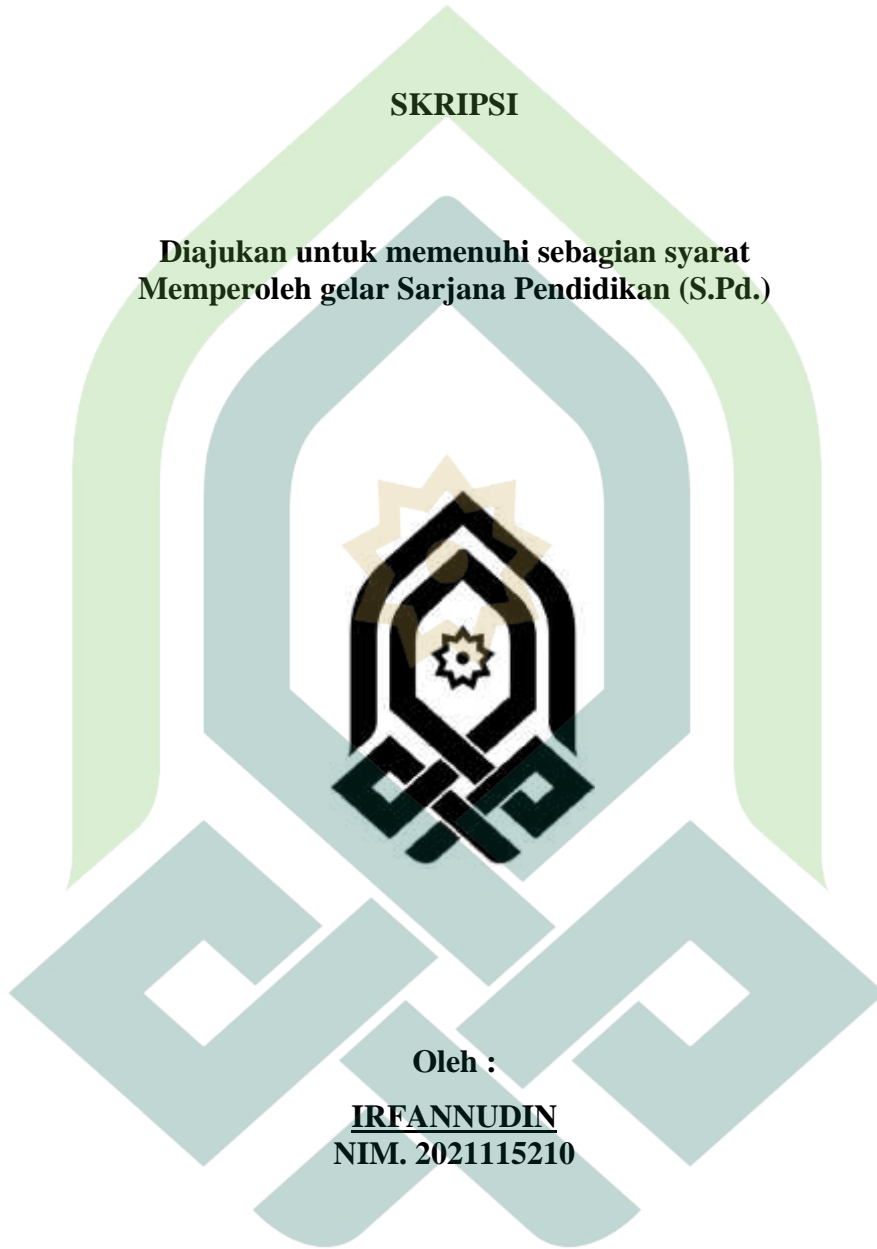 SKRIPSI
Diajukan untuk memenuhi sebagian syarat
Memperoleh gelar Sarjana Pendidikan (S.Pd.)
Oleh :
IRFANNUDIN
NIM. 2021115210